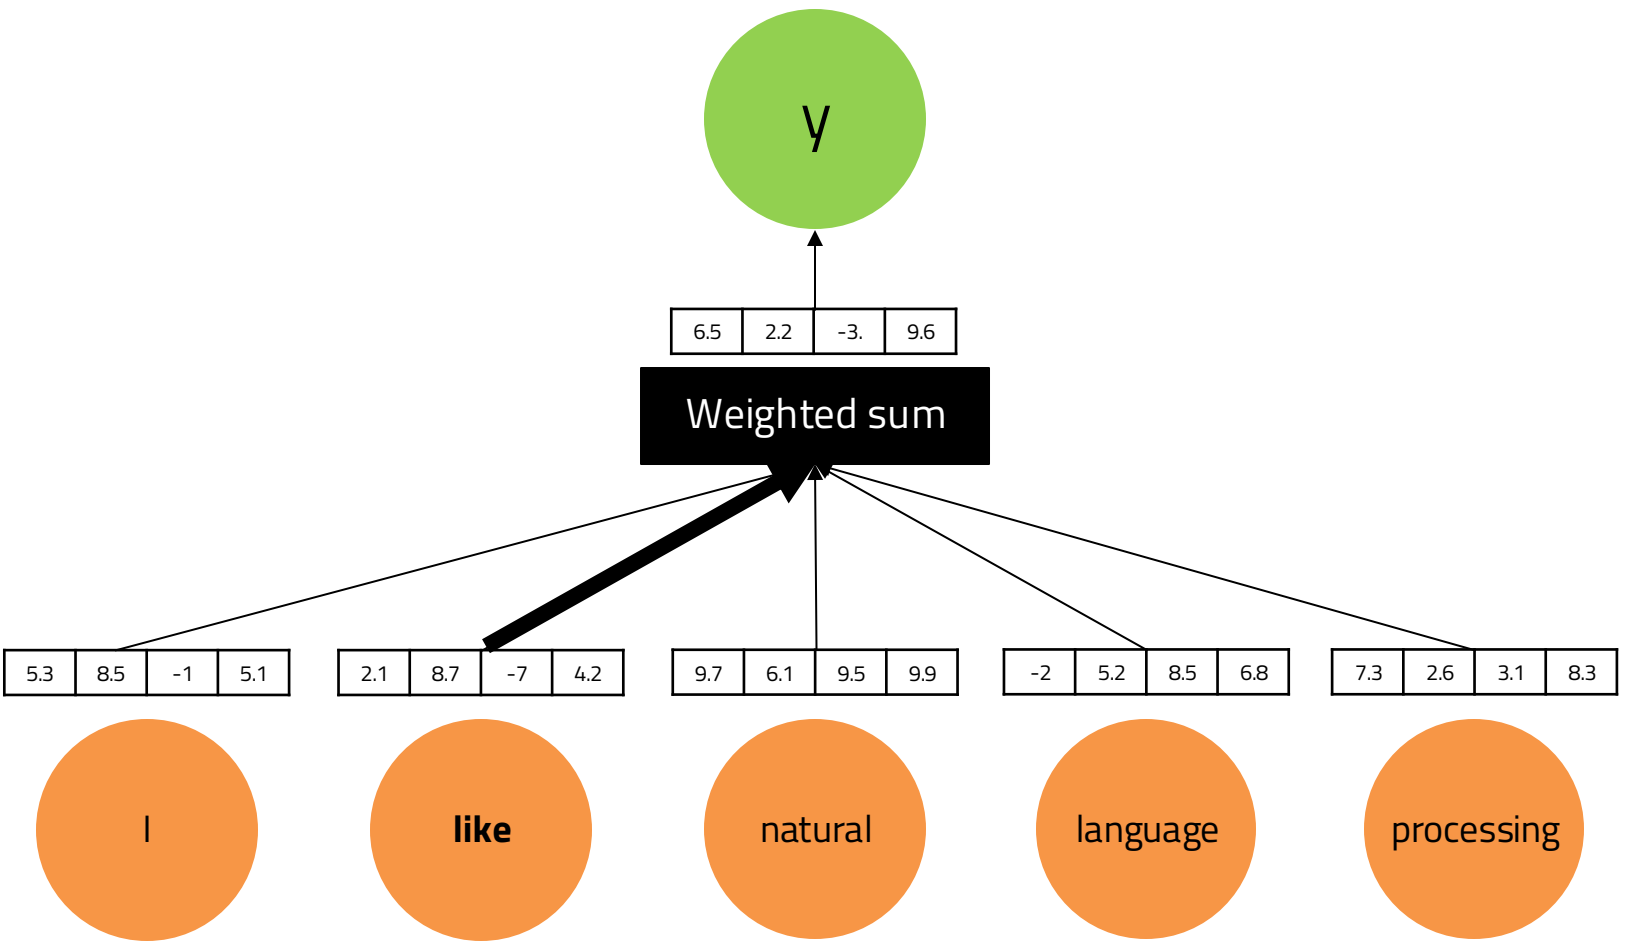 y
6.5 2.2 -3. 9.6
Weighted sum
5.3 8.5 -1 5.1 2.1 8.7 -7 4.2 9.7 6.1 9.5 9.9 -2 5.2 8.5 6.8 7.3 2.6 3.1 8.3
I like natural language processing